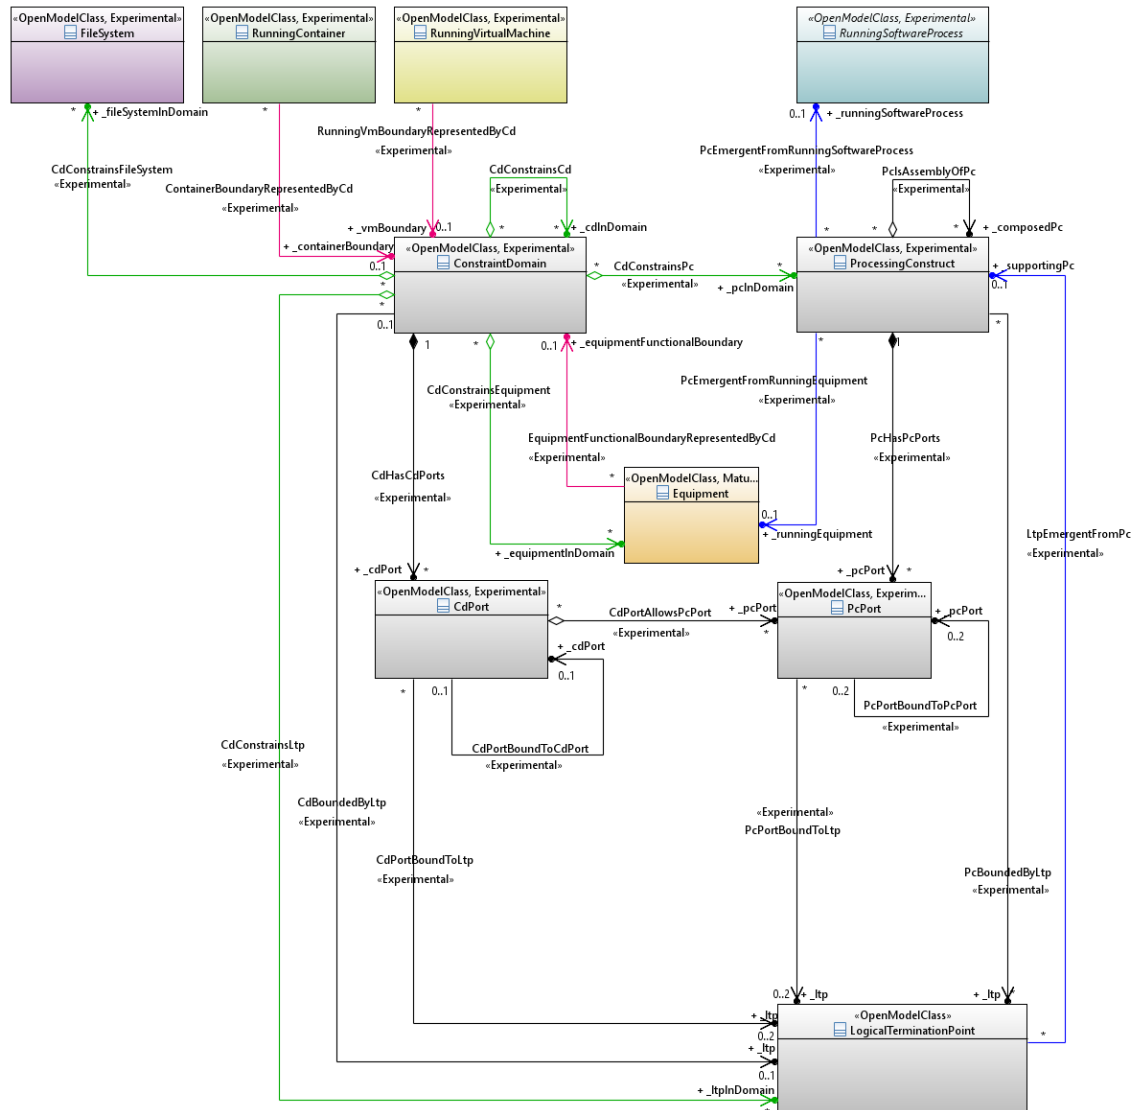 «OpenModelClass, Experimental»
FileSystem
«OpenModelClass, Experimental»
RunningContainer
«OpenModelClass, Experimental»
RunningVirtualMachine
«OpenModelClass, Experimental»
RunningSoftwareProcess
*
+ _fileSystemInDomain
*
*
0..1
+ _runningSoftwareProcess
RunningVmBoundaryRepresentedByCd
«Experimental»
PcEmergentFromRunningSoftwareProcess
«Experimental»
CdConstrainsFileSystem
«Experimental»
CdConstrainsCd
«Experimental»
PcIsAssemblyOfPc
«Experimental»
ContainerBoundaryRepresentedByCd
«Experimental»
+ _vmBoundary
0..1
*
*
+ _cdInDomain
*
*
*
+ _composedPc
+ _containerBoundary
0..1
«OpenModelClass, Experimental»
ConstraintDomain
*
CdConstrainsPc
«Experimental»
*
+ _pcInDomain
«OpenModelClass, Experimental»
ProcessingConstruct
+ _supportingPc
0..1
*
*
0..1
*
1
*
0..1
+ _equipmentFunctionalBoundary
*
1
CdConstrainsEquipment
«Experimental»
PcEmergentFromRunningEquipment
«Experimental»
EquipmentFunctionalBoundaryRepresentedByCd
«Experimental»
PcHasPcPorts
«Experimental»
CdHasCdPorts
«Experimental»
*
«OpenModelClass, Matu...
Equipment
0..1
+ _runningEquipment
*
+ _equipmentInDomain
LtpEmergentFromPc
«Experimental»
+ _cdPort
*
+ _pcPort
*
«OpenModelClass, Experimental»
CdPort
*
CdPortAllowsPcPort
«Experimental»
+ _pcPort
*
«OpenModelClass, Experim...
PcPort
+ _pcPort
0..2
+ _cdPort
0..1
*
0..1
*
0..2
PcPortBoundToPcPort
«Experimental»
CdPortBoundToCdPort
«Experimental»
CdConstrainsLtp
«Experimental»
CdBoundedByLtp
«Experimental»
«Experimental»
PcPortBoundToLtp
CdPortBoundToLtp
«Experimental»
PcBoundedByLtp
«Experimental»
0..2
+ _ltp
+ _ltp
*
+ _ltp
0..2
«OpenModelClass»
LogicalTerminationPoint
*
+ _ltp
0..1
+ _ltpInDomain
*